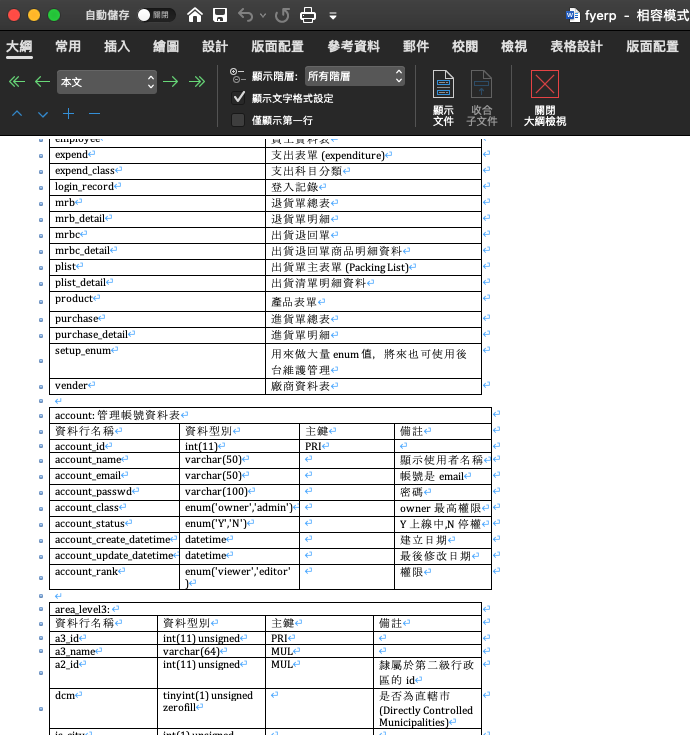 自動儲存 關閉 fyerp - 相容模式
大綱 常用 插入 繪圖 設計 版面配置 參考資料 郵件 校閱 檢視 表格設計 版面配置
本文 顯示階層: 所有階層
顯示文字格式設定
僅顯示第一行
顯示文件 收合子文件 關閉大綱檢視
employee 員工資料表
expend 支出表單 (expenditure)
expend_class 支出科目分類
login_record 登入記錄
mrb 退貨單總表
mrb_detail 退貨單明細
mrbc 出貨退回單
mrbc_detail 出貨退回單商品明細資料
plist 出貨單主表單 (Packing List)
plist_detail 出貨清單明細資料
product 產品表單
purchase 進貨單總表
purchase_detail 進貨單明細
setup_enum 用來做大量 enum 值，將來也可使用後
台維護管理
vender 廠商資料表
account: 管理帳號資料表
資料行名稱 資料型別 主鍵 備註
account_id int(11) PRI
account_name varchar(50) 顯示使用者名稱
account_email varchar(50) 帳號是 email
account_passwd varchar(100) 密碼
account_class enum('owner','admin') owner 最高權限
account_status enum('Y','N') Y 上線中,N 停權
account_create_datetime datetime 建立日期
account_update_datetime datetime 最後修改日期
account_rank enum('viewer','editor' 權限
)
area_level3:
資料行名稱 資料型別 主鍵 備註
a3_id int(11) unsigned PRI
a3_name varchar(64) MUL
a2_id int(11) unsigned MUL 隸屬於第二級行政
區的 id
dcm tinyint(1) unsigned 是否為直轄市
zerofill (Directly Controlled
Municipalities)
is_city int(1) unsigned